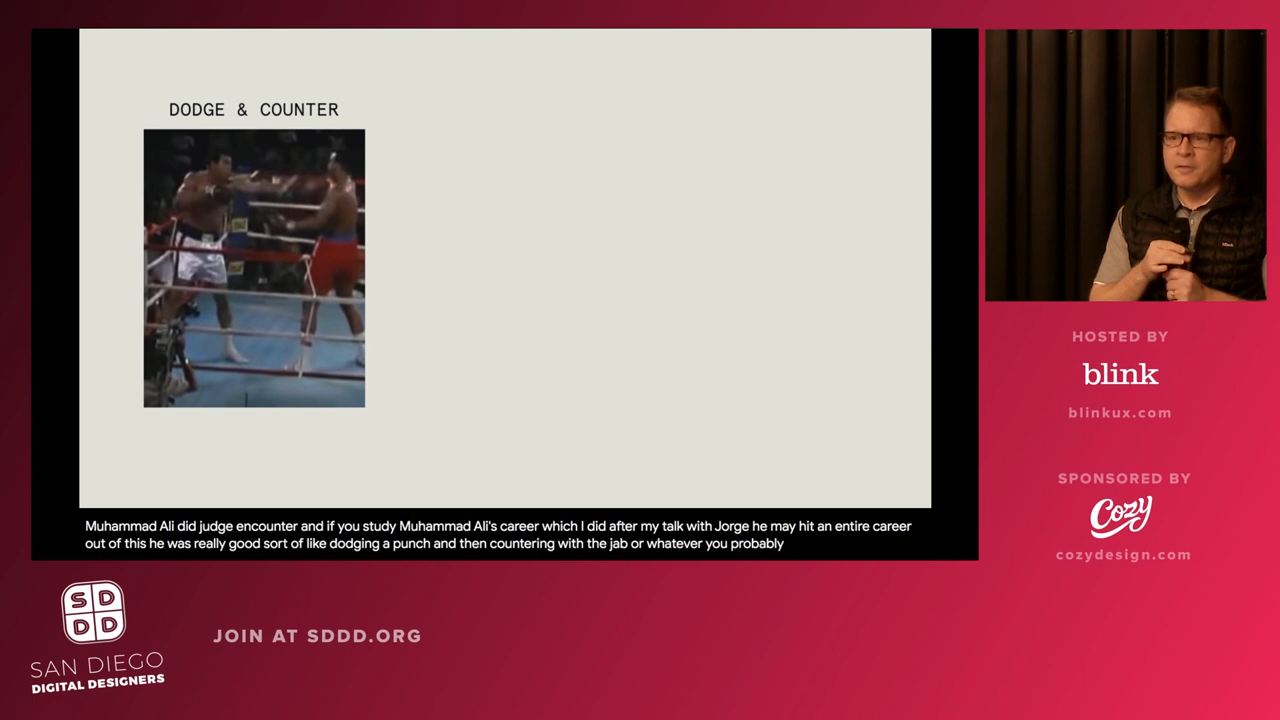 DODGE & COUNTER
Muhammad Ali did judge encounter and if you study Muhammad Ali's career which I did after my talk with Jorge he may hit an entire career
out of this he was really good sort of like dodging a punch and then countering with the jab or whatever you probably
blink
HOSTED BY
blink
blinkux.com
SPONSORED BY
Cozy
cozydesign.com
SD
DD
SAN DIEGO
DIGITAL DESIGNERS
JOIN AT SDDD.ORG